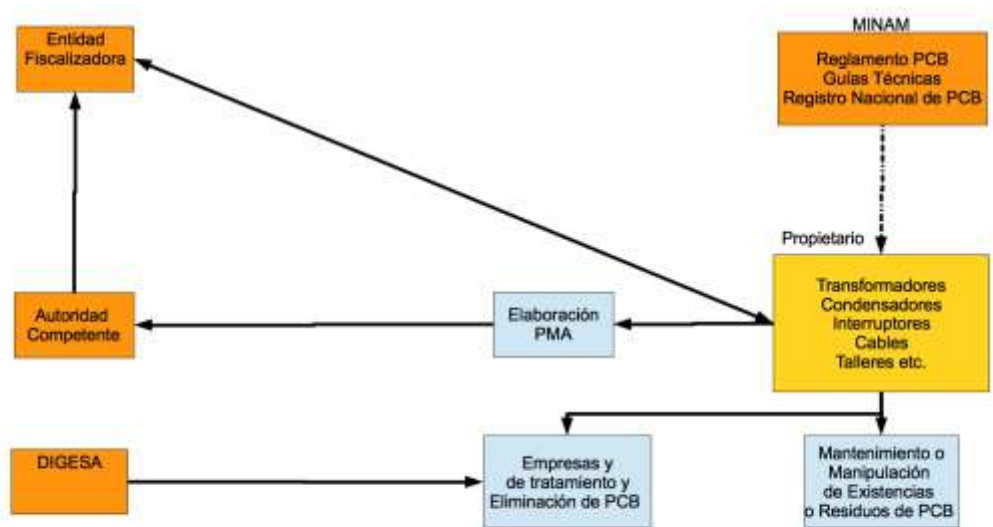 Entidad
Fiscalizadora
MINAM
Reglamento PCB
Guías Técnicas
Registro Nacional de PCB
Propietario
Transformadores
Condensadores
Interruptores
Cables
Talleres etc.
Elaboración
PMA
Autoridad
Competente
DIGESA
Empresas y
de tratamiento y
Eliminación de PCB
Mantenimiento o
Manipulación
de Existencias
o Residuos de PCB